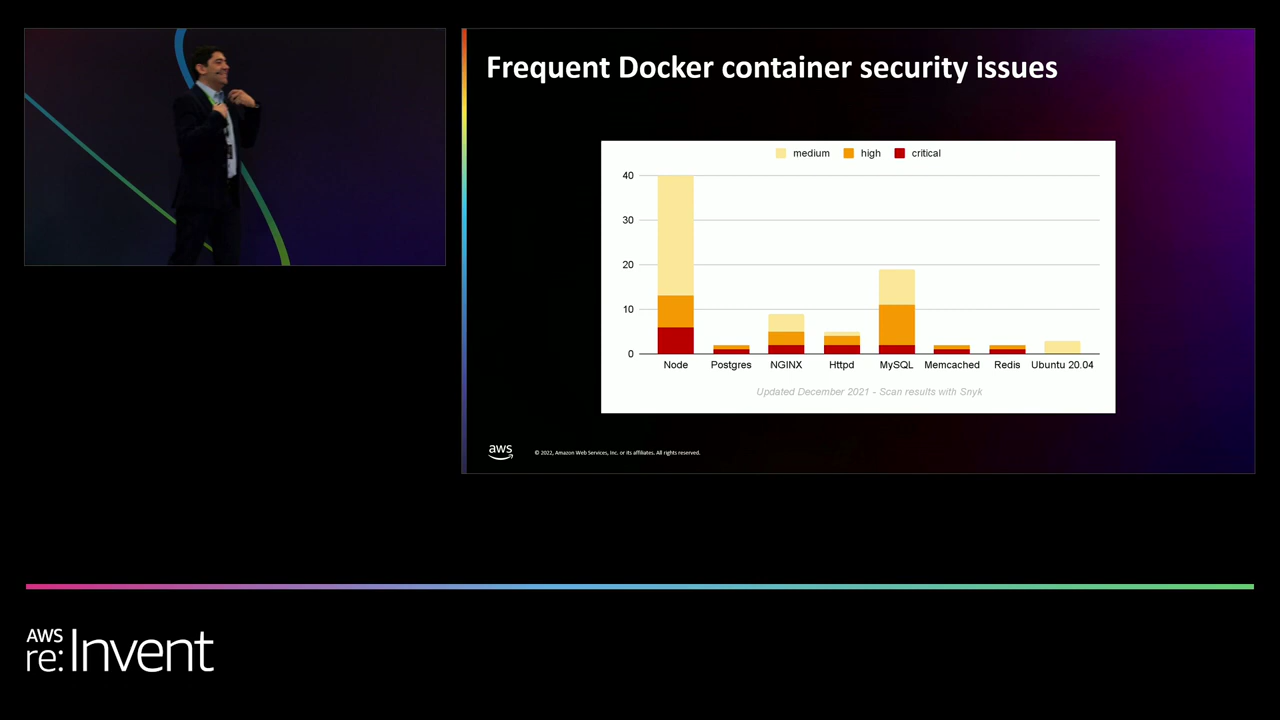 Frequent Docker container security issues
medium high critical
40
30
20
10
0
Node Postgres NGINX Httpd MySQL Memcached Redis Ubuntu 20.04
Updated December 2021 - Scan results with Snyk
aws
© 2022, Amazon Web Services, Inc. or its affiliates. All rights reserved.
AWS
re:Invent